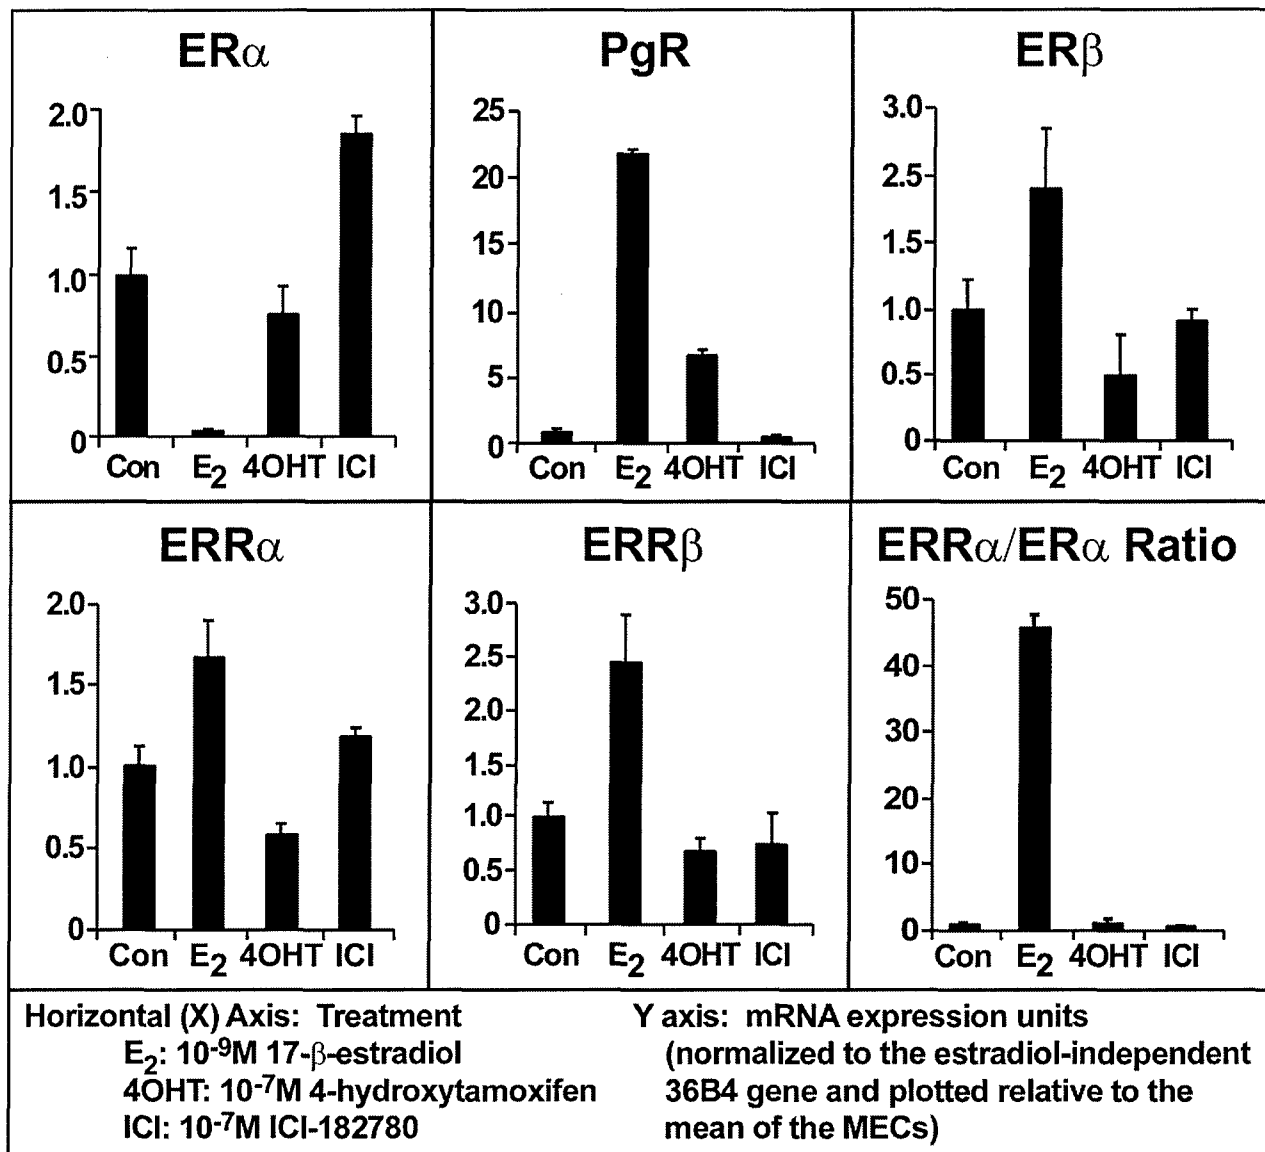 ERα
2.0
1.5
1.0
0.5
0
Con E2 4OHT ICI
PgR
25
20
15
10
5
0
Con E2 4OHT ICI
ERβ
3.0
2.5
1.5
1.0
0.5
0
Con E2 4OHT ICI
ERRα
2.0
1.5
1.0
0.5
0
Con E2 4OHT ICI
ERRβ
3.0
2.5
2.0
1.5
1.0
0.5
0
Con E2 4OHT ICI
ERRα/ERα Ratio
50
40
30
20
10
0
Con E2 4OHT ICI
Horizontal (X) Axis: Treatment
E2: 10-9M 17-β-estradiol
4OHT: 10-7M 4-hydroxytamoxifen
ICI: 10-7M ICI-182780
Y axis: mRNA expression units
(normalized to the estradiol-independent
36B4 gene and plotted relative to the
mean of the MECs)